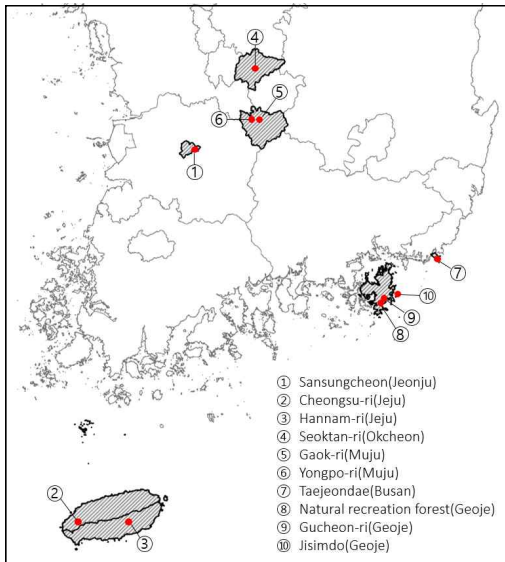 ④
⑤
⑥
①
⑦
⑩
⑨
⑧
① Sansungcheon(Jeonju)
② Cheongsu-ri(Jeju)
③ Hannam-ri(Jeju)
④ Seoktan-ri(Okcheon)
⑤ Gaok-ri(Muju)
⑥ Yongpo-ri(Muju)
⑦ Taejeondae(Busan)
⑧ Natural recreation forest(Geoje)
⑨ Gucheon-ri(Geoje)
⑩ Jisimdo(Geoje)
②
③